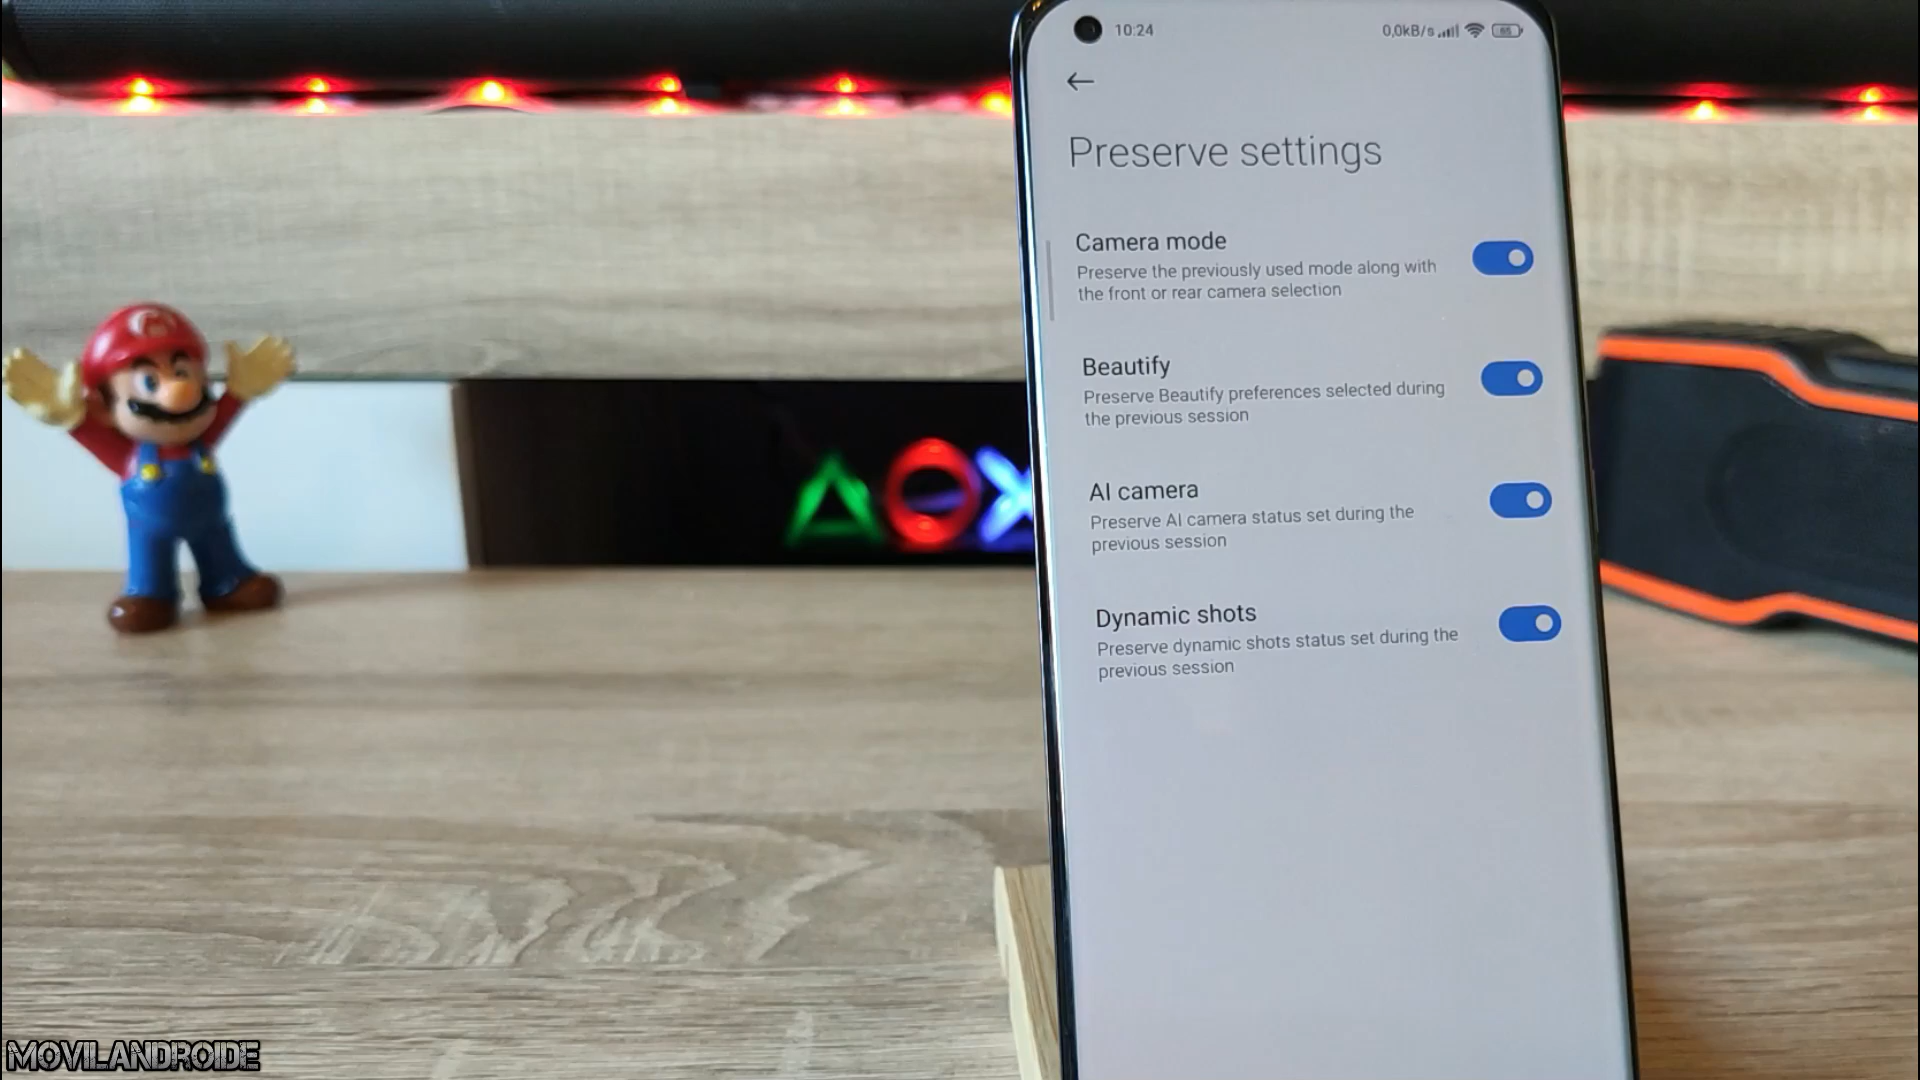 10:24
0,0kB/s
Preserve settings
Camera mode
Preserve the previously used mode along with
the front or rear camera selection
Beautify
Preserve Beautify preferences selected during
the previous session
AI camera
Preserve AI camera status set during the
previous session
Dynamic shots
Preserve dynamic shots status set during the
previous session
MOVILANDROIDE